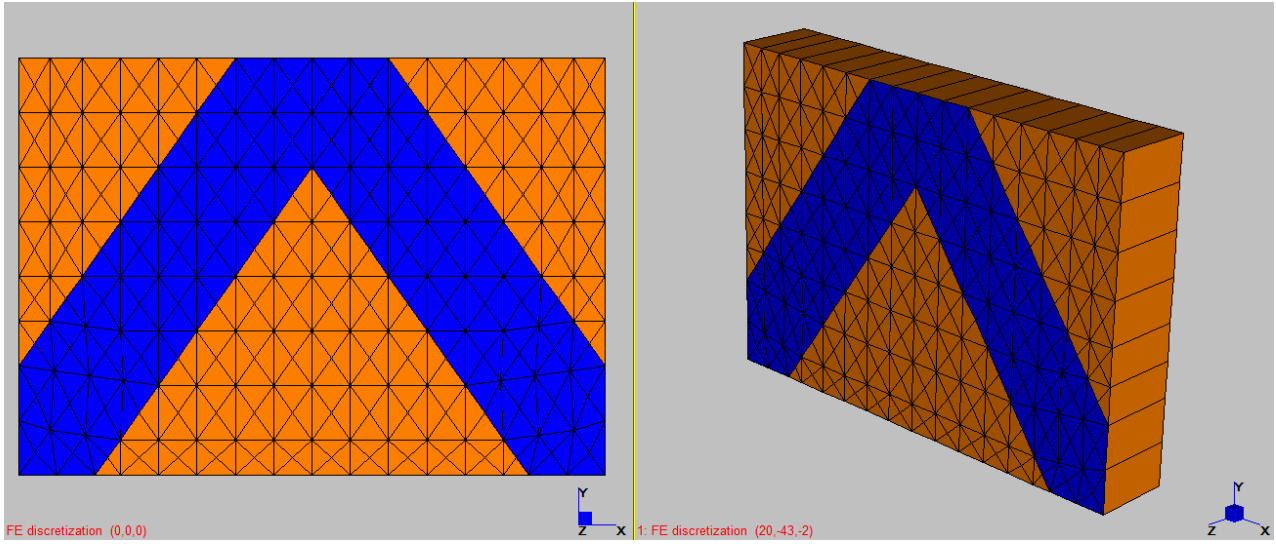 Y
Z X
FE discretization (0,0,0)
Y
Z X
1: FE discretization (20,-43,-2)